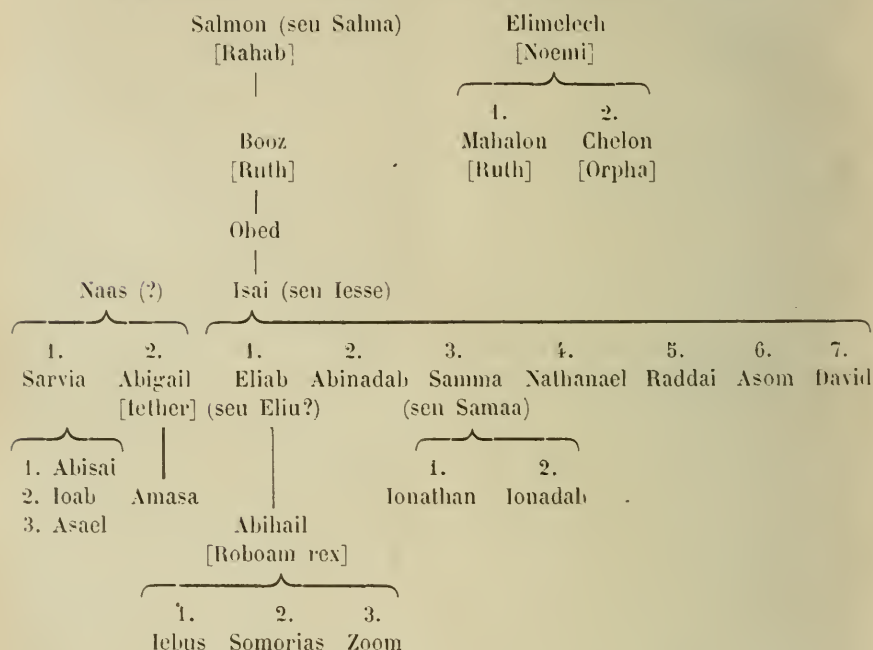 Salmon (seu Salma) Elimelech
[Rahab] [Noemi]
1. 2.
Booz Mahalon Chelon
[Ruth] [Ruth] [Orpha]
Obed
Naas (?) Isai (seu Iesse)
1. 2. 1. 2. 3. 4. 5. 6. 7.
Sarvia Abigail Eliab Abinadab Samma Nathanael Raddai Asom David
[Iether] (seu Eliu?) (seu Samaa)
1. Abisai 1. 2.
2. Ioab Amasa Ionathan Ionadab
3. Asael Abihail
[Roboam rex]
1. 2. 3.
Iebus Somorias Zoom